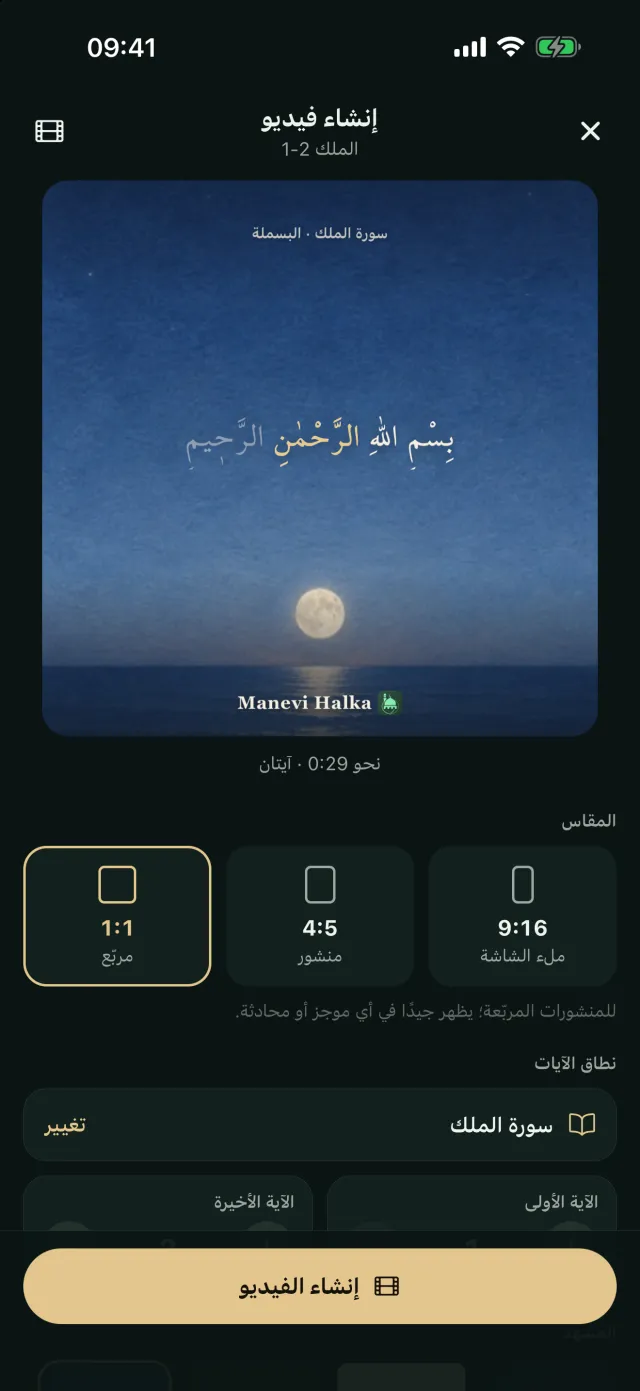 09:41
إنشاء فيديو
الملك 2-1
سورة الملك · البسملة
بِسْمِ اللهِ الرَّحْمٰنِ الرَّحِيمِ
Manevi Halka
نحو 0:29 · آيتان
المقاس
9:16
ملء الشاشة
4:5
منشور
1:1
مربّع
للمنشورات المربّعة؛ يظهر جيدًا في أي موجز أو محادثة.
نطاق الآيات
سورة الملك
تغيير
الآية الأولى
الآية الأخيرة
إنشاء الفيديو